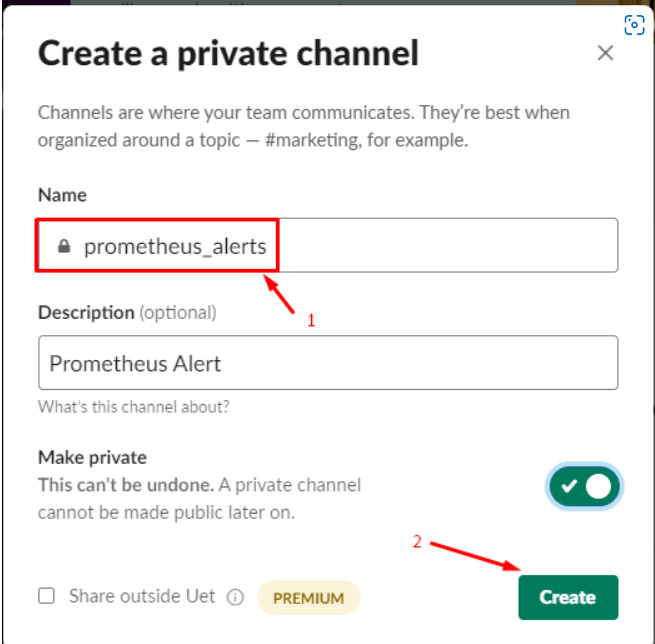 Create a private channel
Channels are where your team communicates. They're best when
organized around a topic — #marketing, for example.
Name
prometheus_alerts
1
Description (optional)
Prometheus Alert
What's this channel about?
Make private
This can't be undone. A private channel
cannot be made public later on.
2
Share outside Uet
PREMIUM
Create